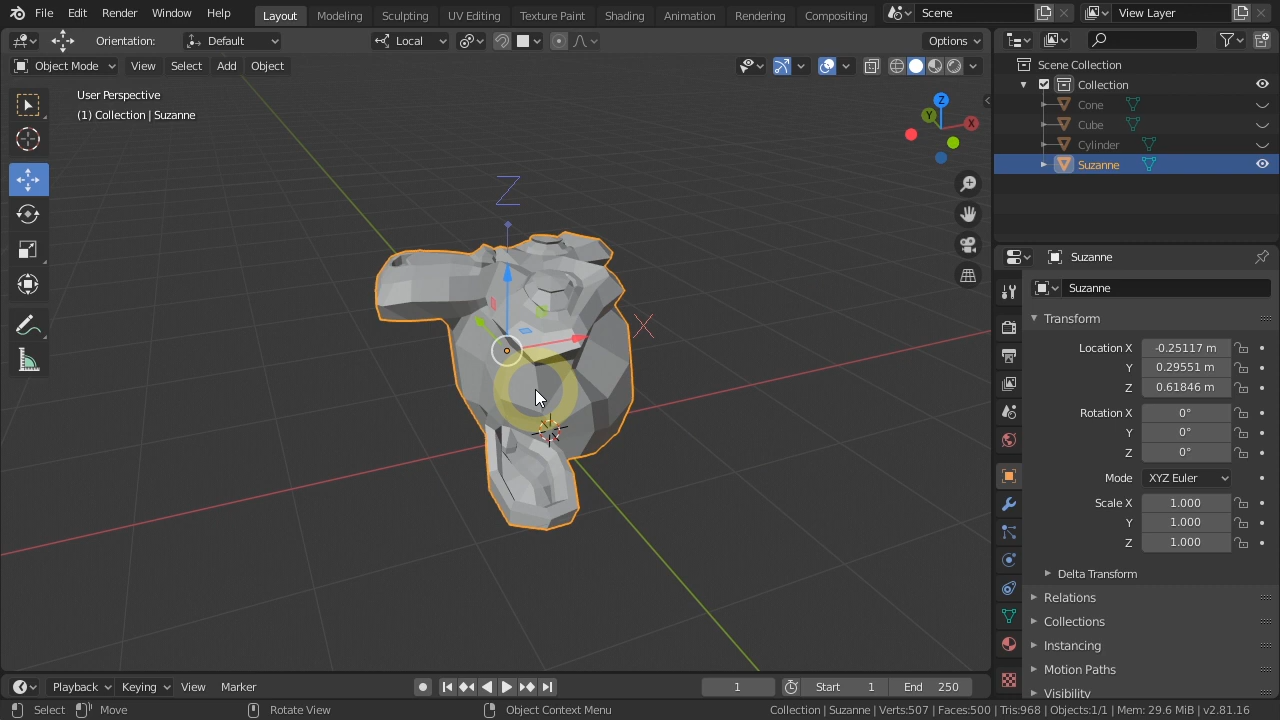 File Edit Render Window Help Layout Modeling Sculpting UV Editing Texture Paint Shading Animation Rendering Compositing Scene View Layer
Orientation: Default Local Options
Object Mode View Select Add Object
User Perspective
(1) Collection | Suzanne
Z
Y
X
Z
X
Scene Collection
Collection
Cone
Cube
Cylinder
Suzanne
Suzanne
Suzanne
Transform
Location X -0.25117 m
Y 0.29551 m
Z 0.61846 m
Rotation X 0°
Y 0°
Z 0°
Mode XYZ Euler
Scale X 1.000
Y 1.000
Z 1.000
Delta Transform
Relations
Collections
Instancing
Motion Paths
Visibility
Playback Keying View Marker 1 Start 1 End 250
Select Move Rotate View Object Context Menu Collection | Suzanne | Verts:507 | Faces:500 | Tris:968 | Objects:1/1 | Mem: 29.6 MiB | v2.81.16